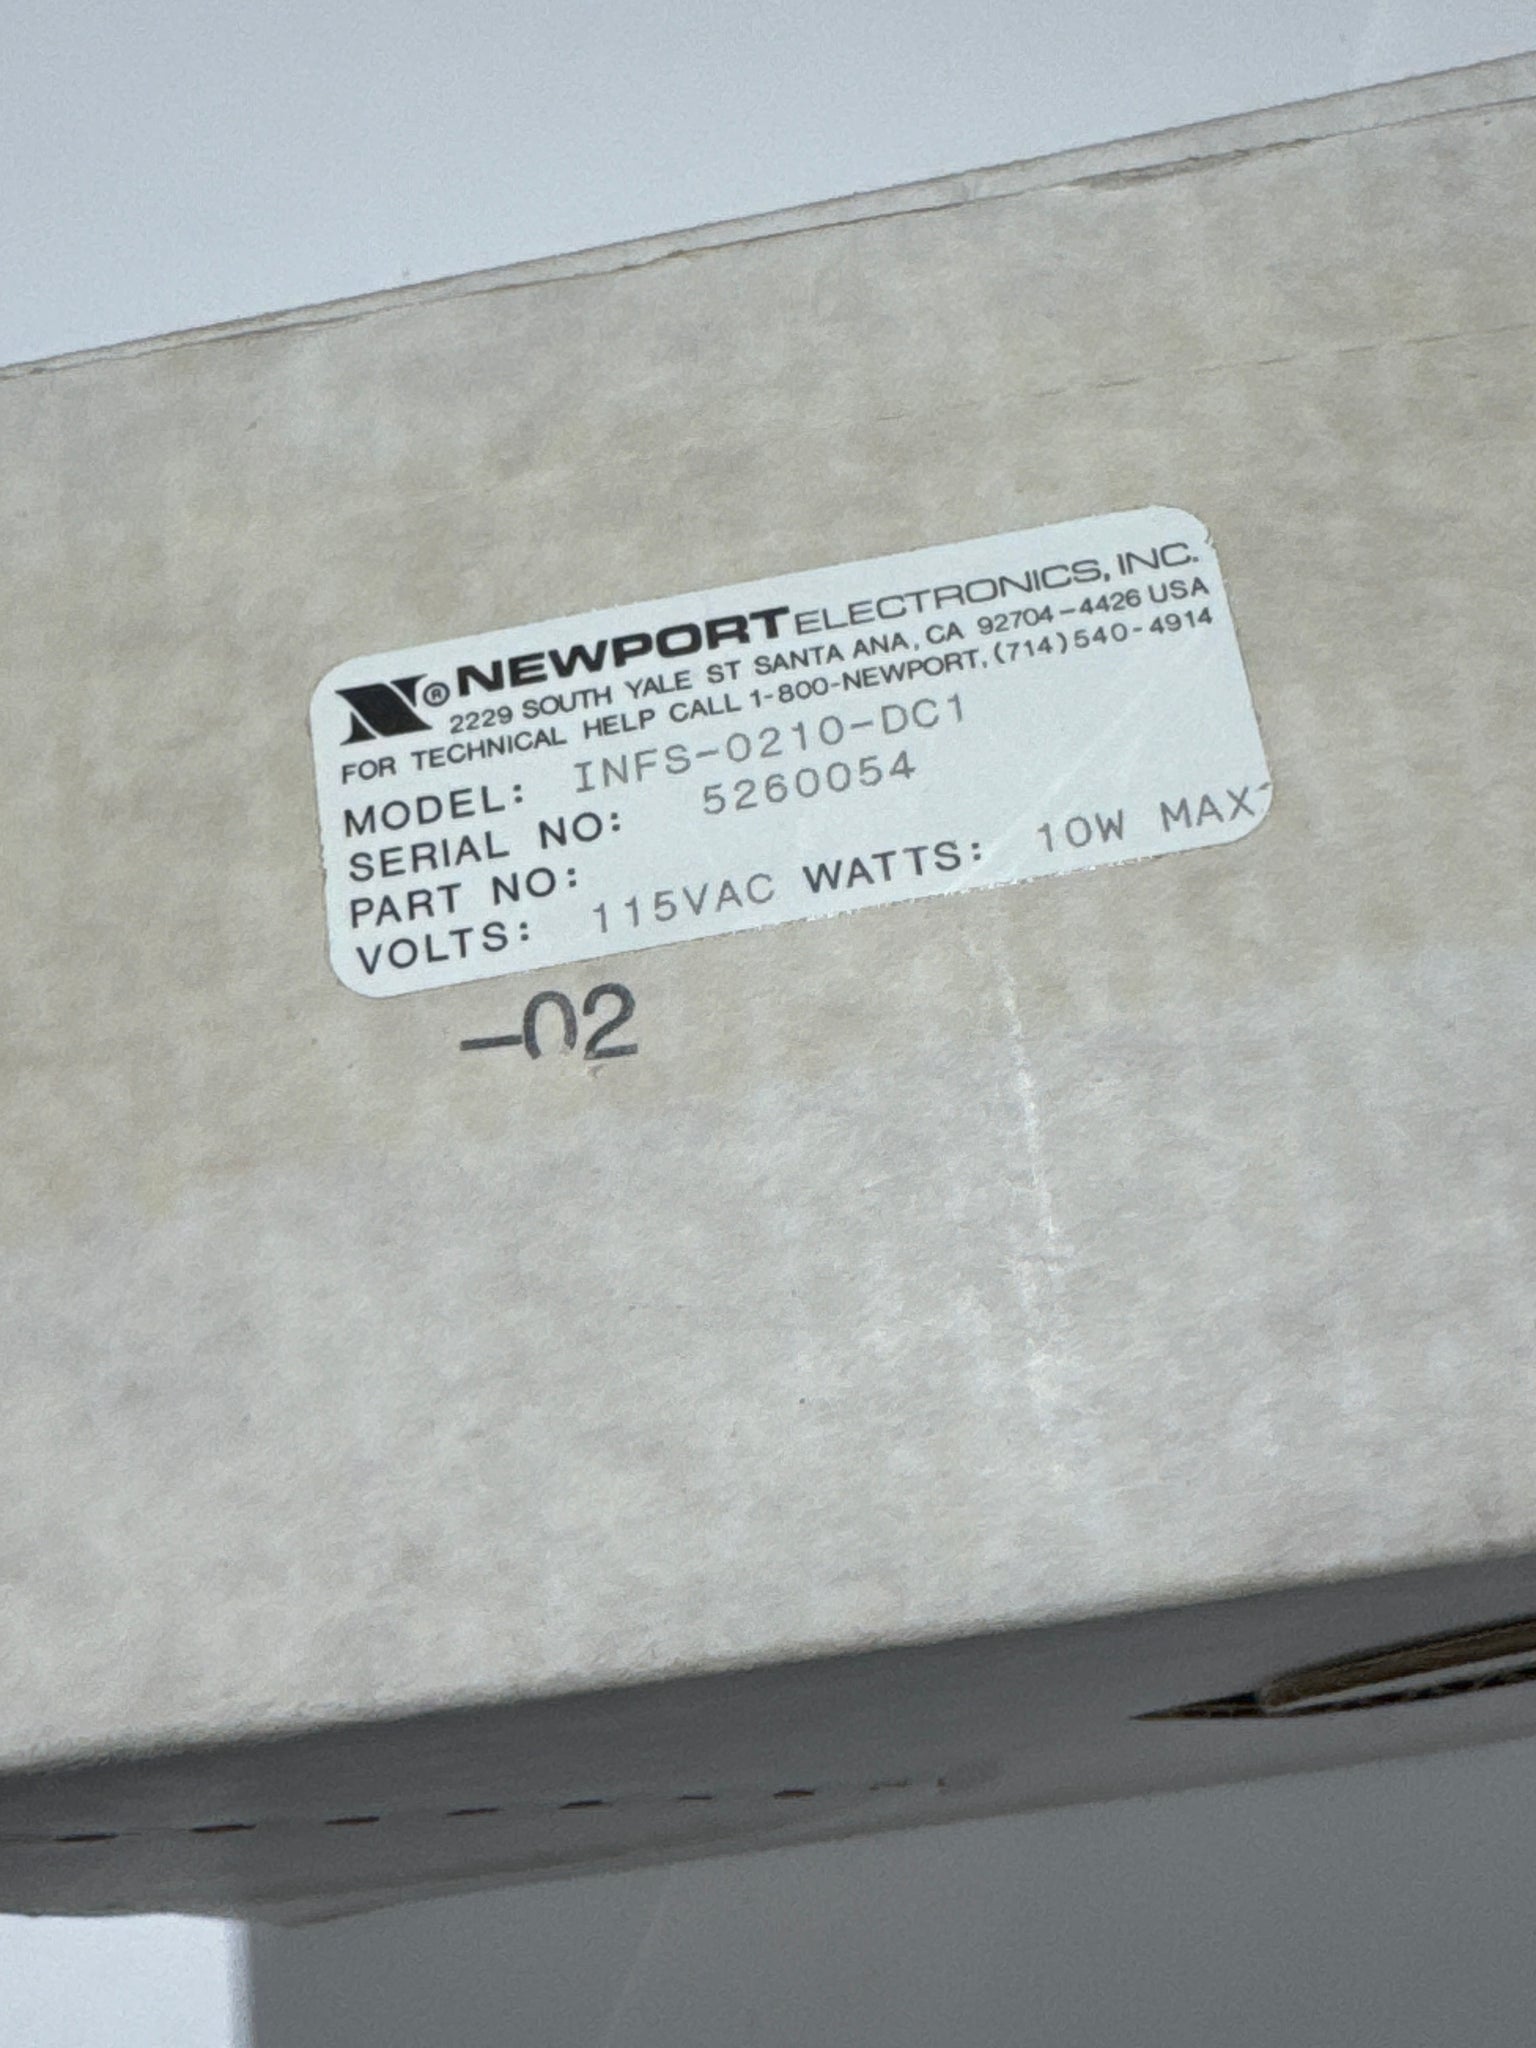 ® NEWPORT ELECTRONICS, INC.
2229 SOUTH YALE ST SANTA ANA, CA 92704-4426 USA
FOR TECHNICAL HELP CALL 1-800-NEWPORT, (714) 540-4914
MODEL: INFS-0210-DC1
SERIAL NO: 5260054
PART NO:
VOLTS: 115VAC WATTS: 10W MAX
-02